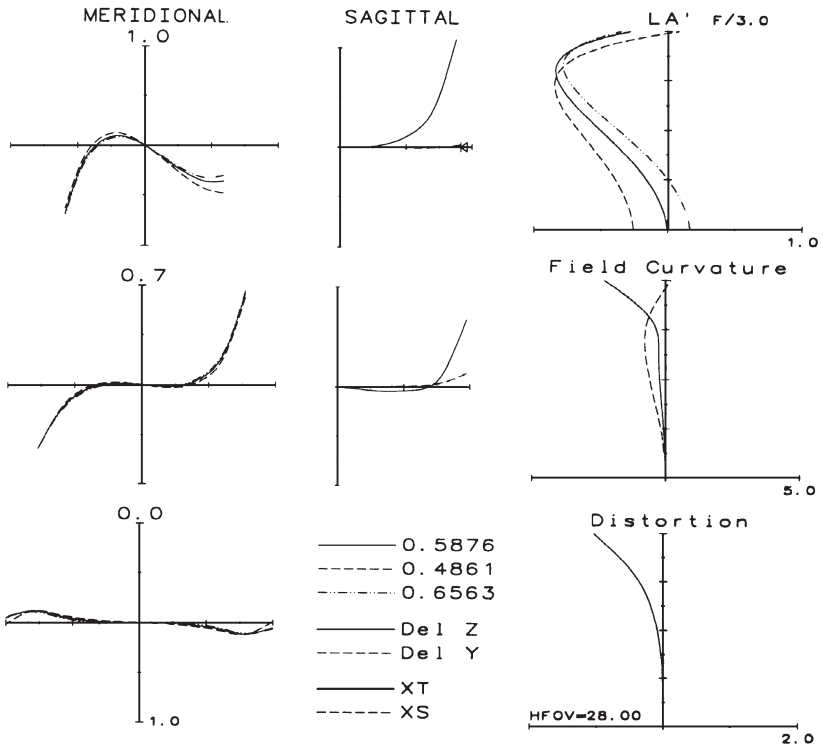 MERIDIONAL
SAGITTAL
LA' F/3.0
1.0
1.0
0.7
Field Curvature
5.0
0.0
Distortion
0.5876
0.4861
0.6563
Del Z
Del Y
XT
XS
1.0
HFOV=28.00
2.0